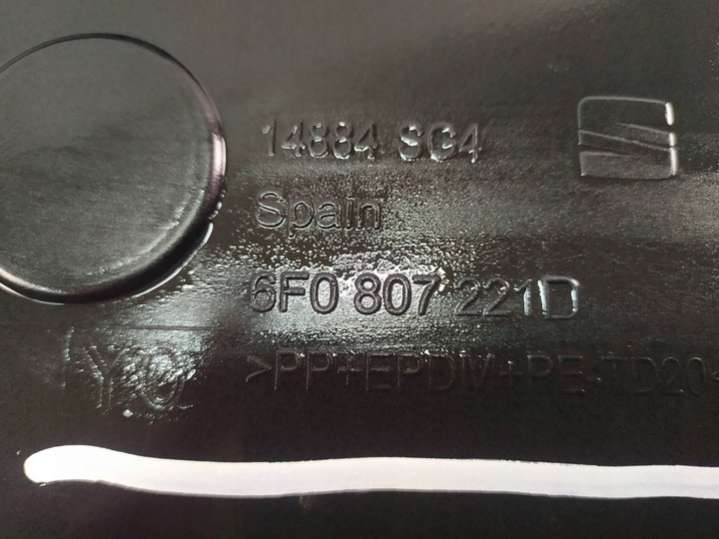 14884 SG4
Spain
6F0 807 221D
>PP+EPDM+PE-TD20<